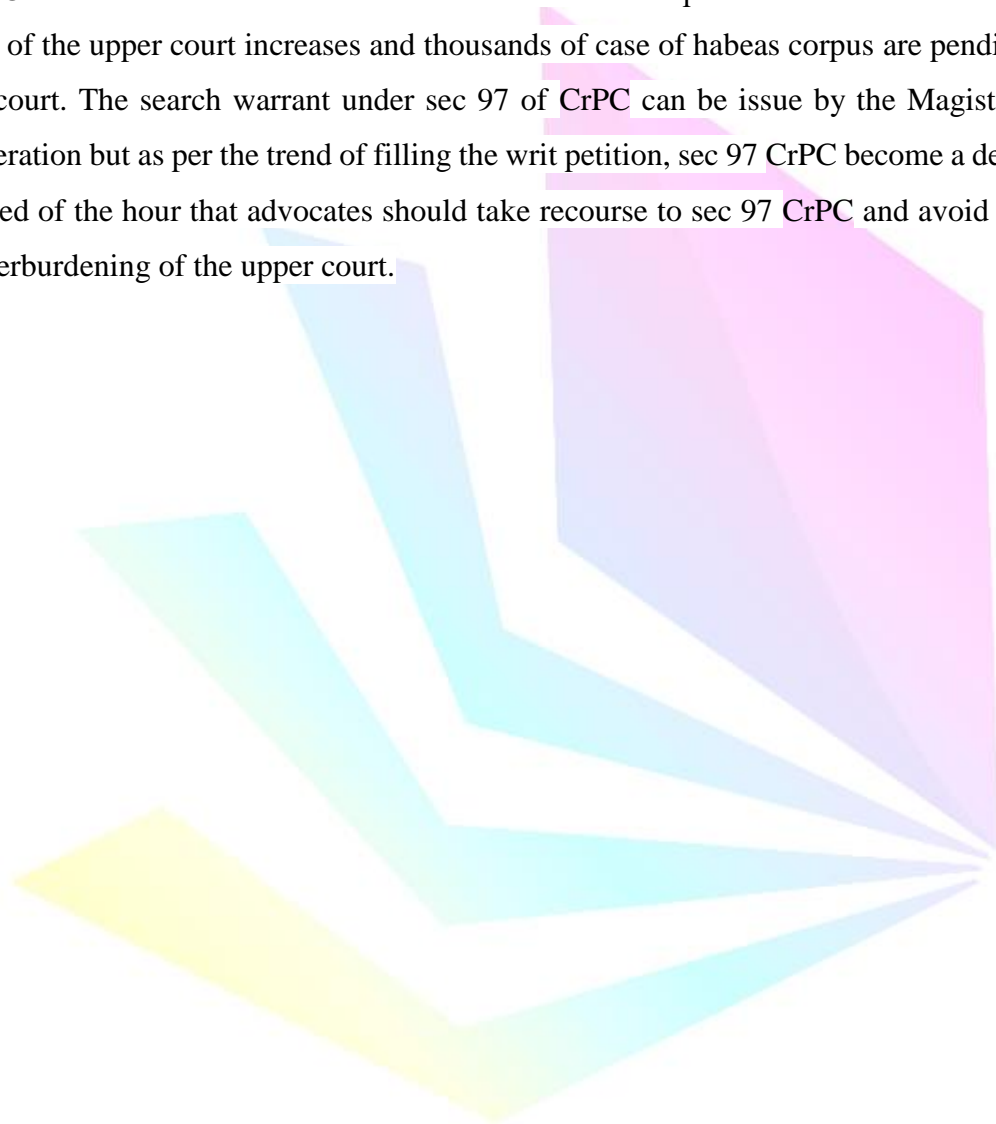 of the upper court increases and thousands of case of habeas corpus are pendi
court. The search warrant under sec 97 of CrPC can be issue by the Magist
eration but as per the trend of filling the writ petition, sec 97 CrPC become a de
ed of the hour that advocates should take recourse to sec 97 CrPC and avoid
erburdening of the upper court.